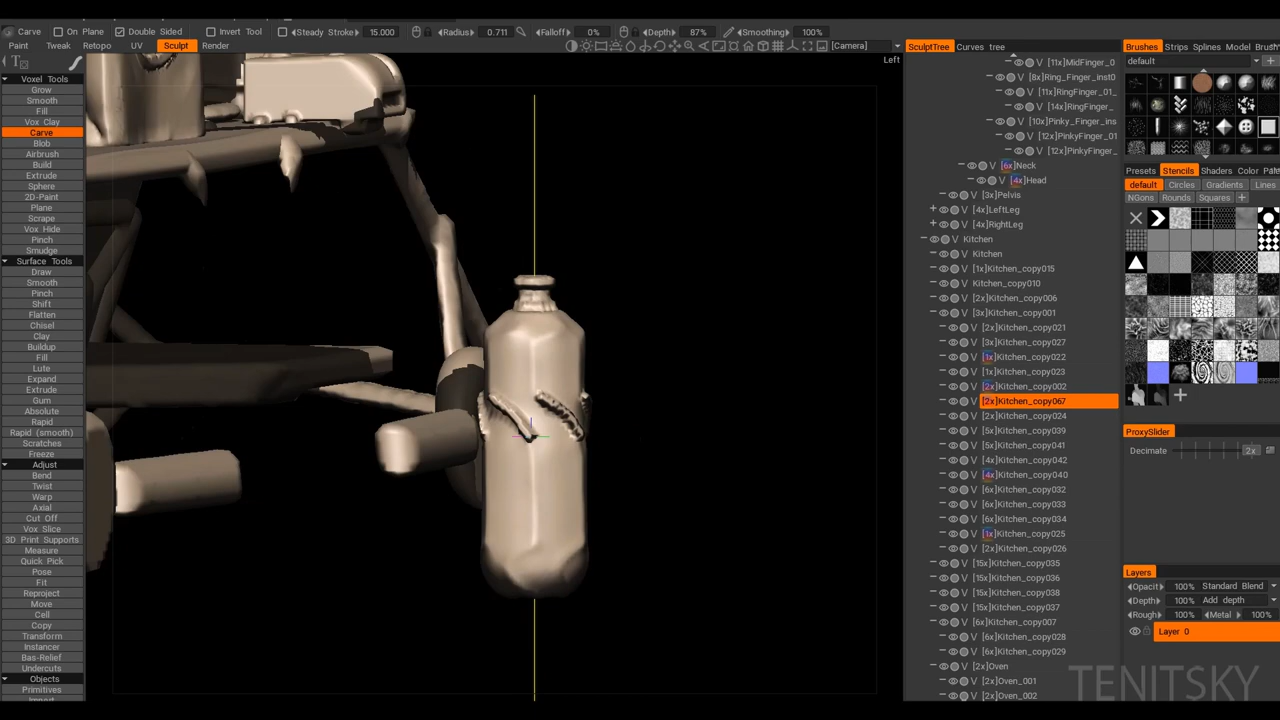 Carve On Plane Double Sided Invert Tool Steady Stroke 15.000 Radius 0.711 Falloff 0% Depth 87% Smoothing 100%
Paint Tweak Retopo UV Sculpt Render [Camera]
Left
Voxel Tools
Grow
Smooth
Fill
Vox Clay
Carve
Blob
Airbrush
Build
Extrude
Sphere
2D-Paint
Plane
Scrape
Vox Hide
Pinch
Smudge
Surface Tools
Draw
Smooth
Pinch
Shift
Flatten
Chisel
Clay
Buildup
Fill
Lute
Expand
Extrude
Gum
Absolute
Rapid
Rapid (smooth)
Scratches
Freeze
Adjust
Bend
Twist
Warp
Axial
Cut Off
Vox Slice
3D Print Supports
Measure
Quick Pick
Pose
Fit
Reproject
Move
Cell
Copy
Transform
Instancer
Bas-Relief
Undercuts
Objects
Primitives
SculptTree Curves tree
V [11x]MidFinger_0
V [8x]Ring_Finger_inst0
V [11x]RingFinger_01_
V [14x]RingFinger_
V [10x]Pinky_Finger_ins
V [12x]PinkyFinger_01
V [12x]PinkyFinger_
V [6x]Neck
V [4x]Head
V [3x]Pelvis
V [4x]LeftLeg
V [4x]RightLeg
V Kitchen
V Kitchen
V [1x]Kitchen_copy015
V Kitchen_copy010
V [2x]Kitchen_copy006
V [3x]Kitchen_copy001
V [2x]Kitchen_copy021
V [3x]Kitchen_copy027
V [1x]Kitchen_copy022
V [1x]Kitchen_copy023
V [2x]Kitchen_copy002
V [2x]Kitchen_copy067
V [2x]Kitchen_copy024
V [5x]Kitchen_copy039
V [5x]Kitchen_copy041
V [4x]Kitchen_copy042
V [4x]Kitchen_copy040
V [6x]Kitchen_copy032
V [6x]Kitchen_copy033
V [6x]Kitchen_copy034
V [1x]Kitchen_copy025
V [2x]Kitchen_copy026
V [15x]Kitchen_copy035
V [15x]Kitchen_copy036
V [15x]Kitchen_copy038
V [15x]Kitchen_copy037
V [6x]Kitchen_copy007
V [6x]Kitchen_copy028
V [6x]Kitchen_copy029
V [2x]Oven
V [2x]Oven_001
V [2x]Oven_002
Brushes Strips Splines Model Brush
default
Presets Stencils Shaders Color Pale
default Circles Gradients Lines
NGons Rounds Squares
ProxySlider
Decimate 2x
Layers
Opacit 100% Standard Blend
Depth 100% Add depth
Rough 100% Metal 100%
Layer 0
TENITSKY